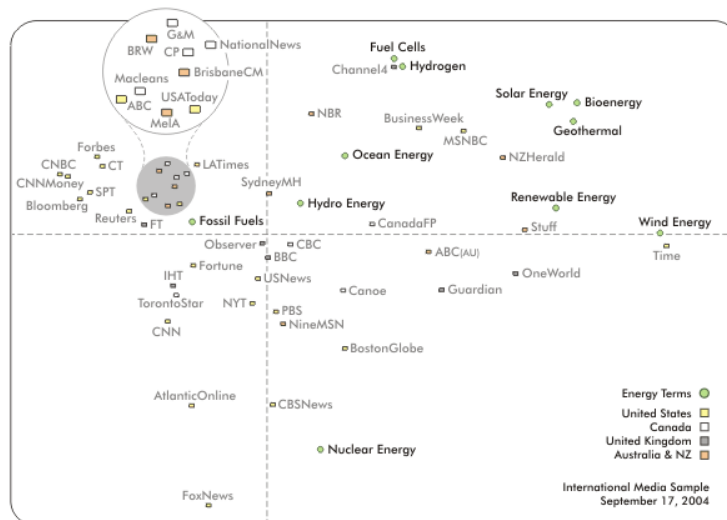 G&M
BRW
CP
NationalNews
Macleans
BrisbaneCM
ABC
USAToday
MelA
Fuel Cells
Channel4
Hydrogen
Solar Energy
Bioenergy
Geothermal
NBR
BusinessWeek
MSNBC
Forbes
CNBC
CT
CNNMoney
LATimes
Ocean Energy
NZHerald
SPT
Bloomberg
SydneyMH
Reuters
FT
Fossil Fuels
Hydro Energy
Renewable Energy
CanadaFP
Stuff
Wind Energy
Observer
CBC
BBC
ABC(AU)
Time
Fortune
IHT
USNews
OneWorld
TorontoStar
NYT
Canoe
Guardian
PBS
CNN
NineMSN
BostonGlobe
AtlanticOnline
CBSNews
Energy Terms
United States
Canada
United Kingdom
Australia & NZ
Nuclear Energy
FoxNews
International Media Sample
September 17, 2004